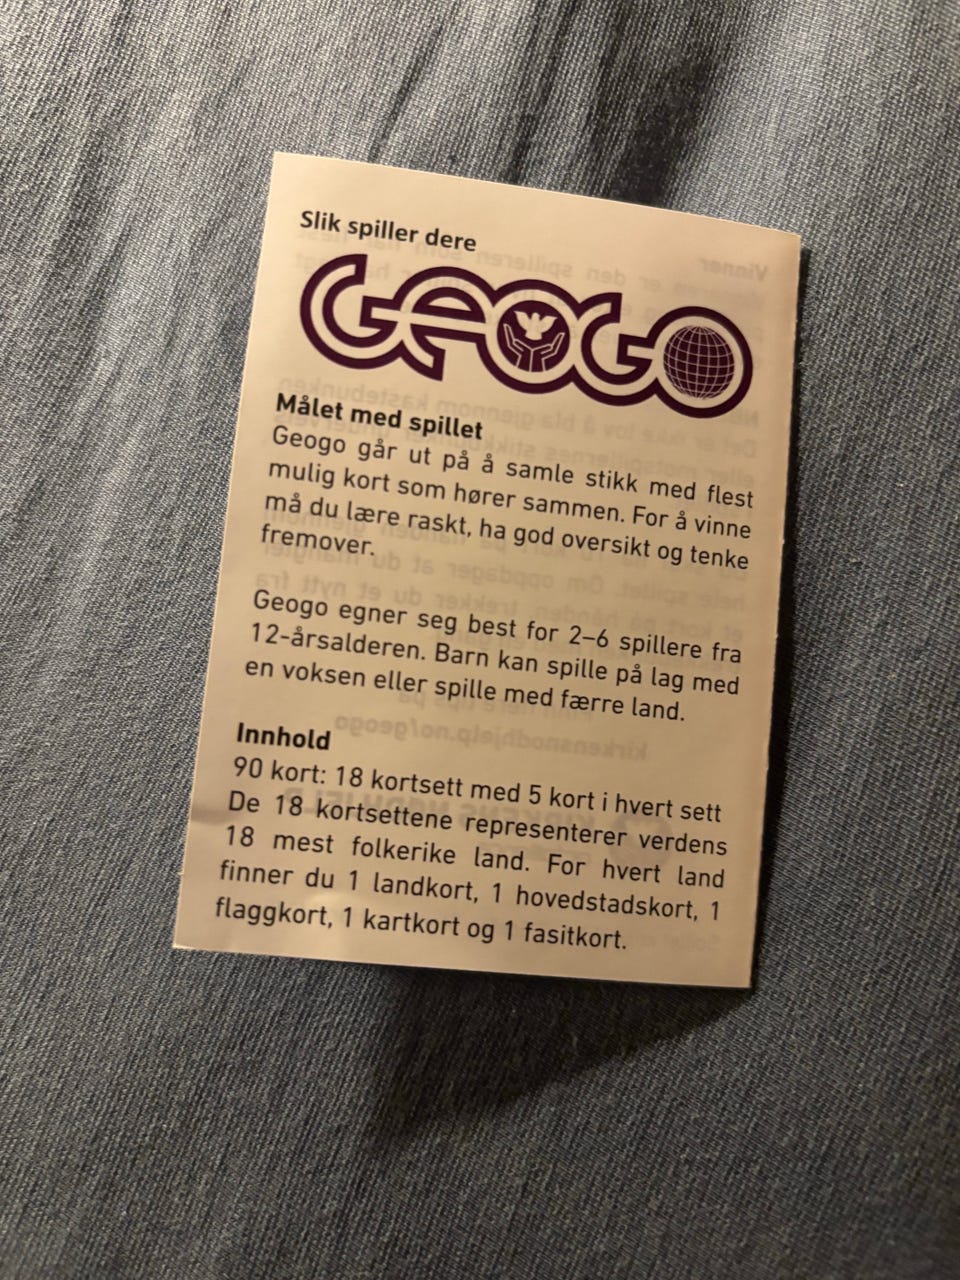 Slik spiller dere
GEOGO
Målet med spillet
Geogo går ut på å samle stikk med flest
mulig kort som hører sammen. For å vinne
må du lære raskt, ha god oversikt og tenke
fremover.
Geogo egner seg best for 2–6 spillere fra
12-årsalderen. Barn kan spille på lag med
en voksen eller spille med færre land.
Innhold
90 kort: 18 kortsett med 5 kort i hvert sett
De 18 kortsettene representerer verdens
18 mest folkerike land. For hvert land
finner du 1 landkort, 1 hovedstadskort, 1
flaggkort, 1 kartkort og 1 fasitkort.